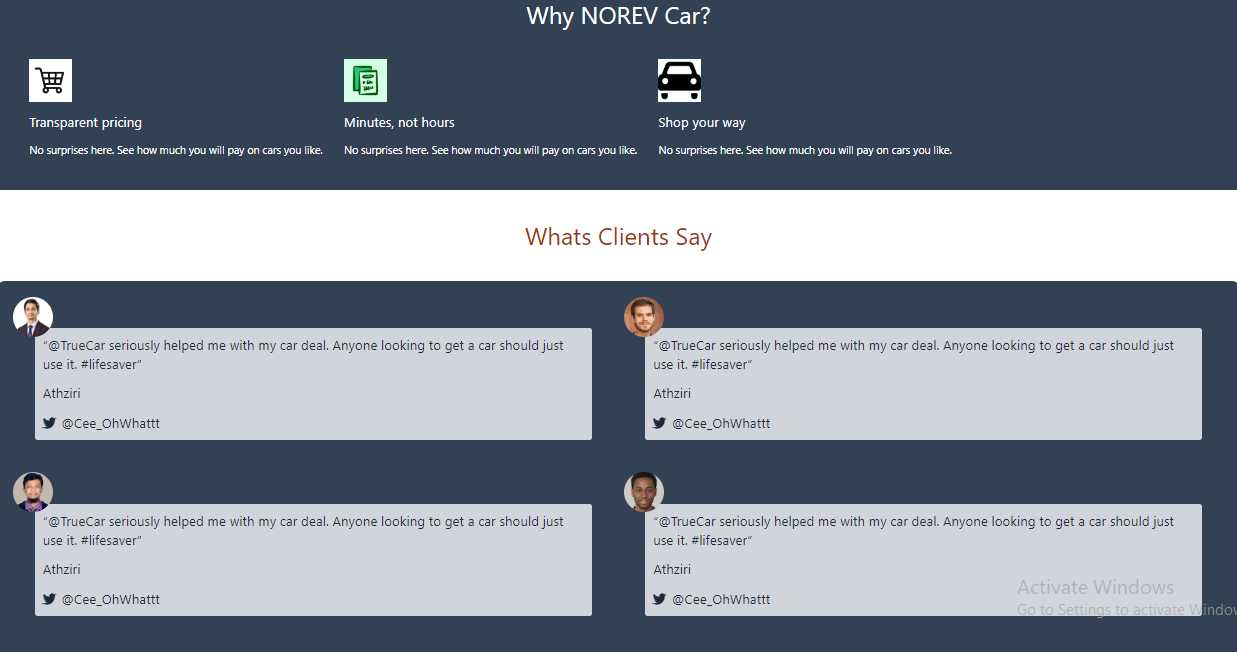 Why NOREV Car?
Transparent pricing
No surprises here. See how much you will pay on cars you like.
Minutes, not hours
No surprises here. See how much you will pay on cars you like.
Shop your way
No surprises here. See how much you will pay on cars you like.
Whats Clients Say
“@TrueCar seriously helped me with my car deal. Anyone looking to get a car should just
use it. #lifesaver”
Athziri
@Cee_OhWhattt
“@TrueCar seriously helped me with my car deal. Anyone looking to get a car should just
use it. #lifesaver”
Athziri
@Cee_OhWhattt
“@TrueCar seriously helped me with my car deal. Anyone looking to get a car should just
use it. #lifesaver”
Athziri
@Cee_OhWhattt
“@TrueCar seriously helped me with my car deal. Anyone looking to get a car should just
use it. #lifesaver”
Athziri
@Cee_OhWhattt
Activate Windows
Go to Settings to activate Window